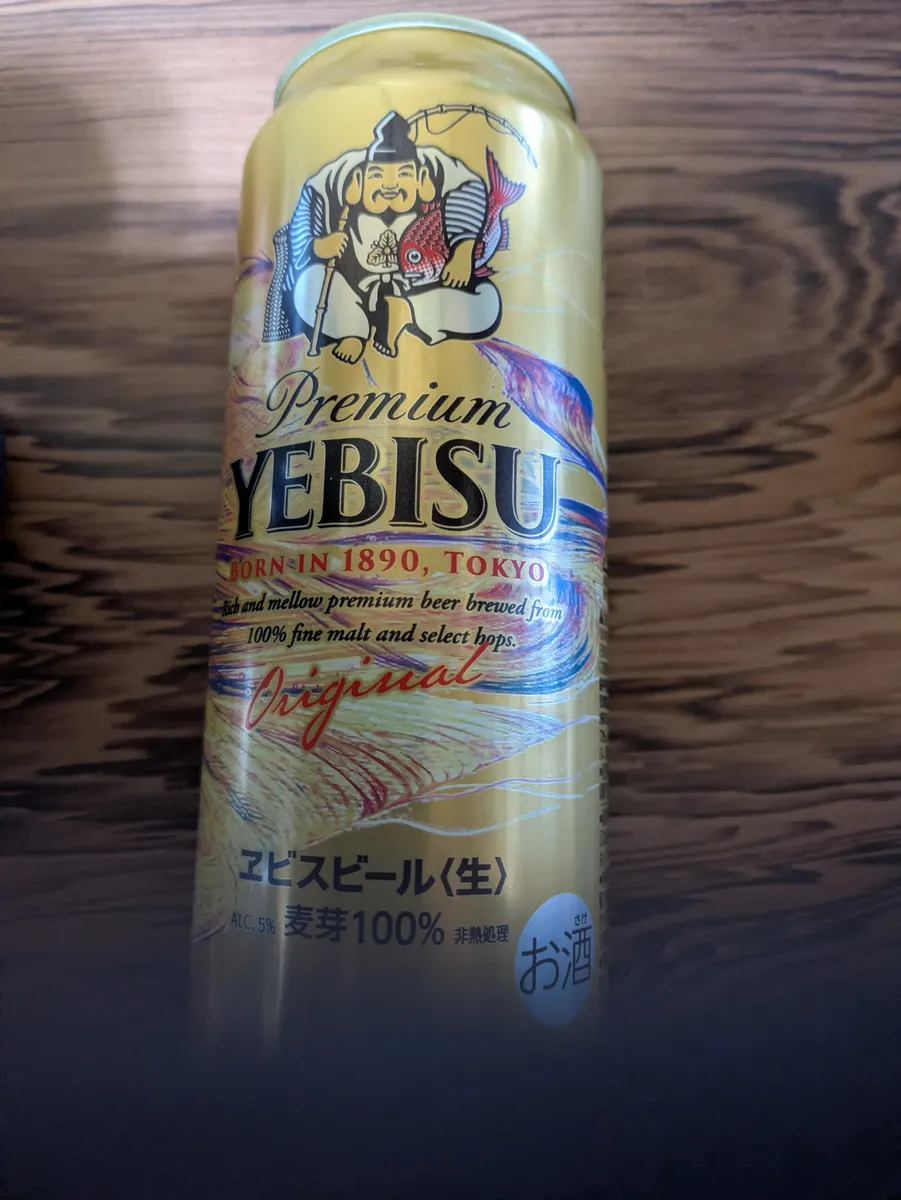 Premium
YEBISU
BORN IN 1890, TOKYO
Rich and mellow premium beer brewed from
100% fine malt and select hops.
Original
ヱビスビール〈生〉
ALC. 5% 麦芽100% 非熱処理
さけ
お酒